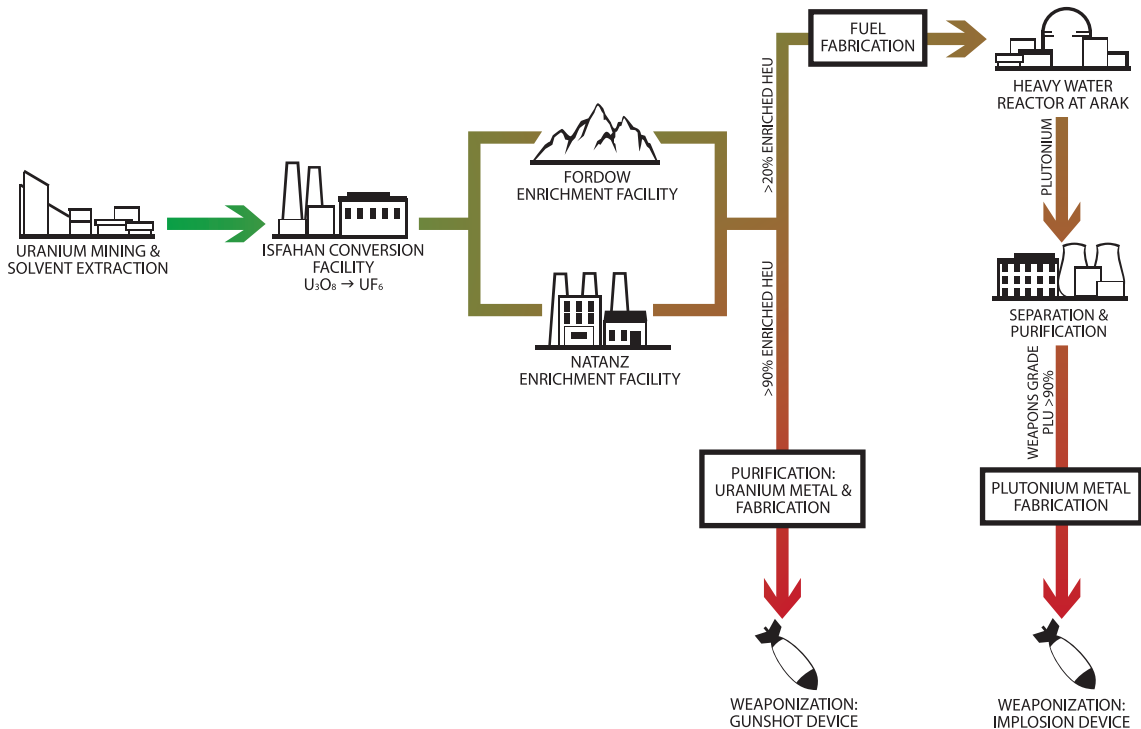 URANIUM MINING &
SOLVENT EXTRACTION
ISFAHAN CONVERSION
FACILITY
U₃O₈ → UF₆
FORDOW
ENRICHMENT FACILITY
NATANZ
ENRICHMENT FACILITY
>20% ENRICHED HEU
>90% ENRICHED HEU
FUEL
FABRICATION
HEAVY WATER
REACTOR AT ARAK
PLUTONIUM
SEPARATION &
PURIFICATION
WEAPONS GRADE
PLU >90%
PURIFICATION:
URANIUM METAL &
FABRICATION
PLUTONIUM METAL
FABRICATION
WEAPONIZATION:
GUNSHOT DEVICE
WEAPONIZATION:
IMPLOSION DEVICE